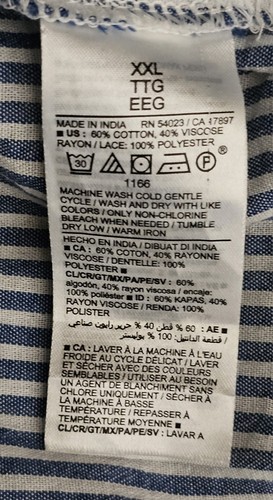 XXL
TTG
EEG
MADE IN INDIA RN 54023 / CA 17897
■ US : 60% COTTON, 40% VISCOSE
RAYON / LACE: 100% POLYESTER
30 P
1166
MACHINE WASH COLD GENTLE
CYCLE / WASH AND DRY WITH LIKE
COLORS / ONLY NON-CHLORINE
BLEACH WHEN NEEDED / TUMBLE
DRY LOW / WARM IRON
HECHO EN INDIA / DIBUAT DI INDIA
■ CA : 60% COTON, 40% RAYONNE
VISCOSE / DENTELLE: 100%
POLYESTER ■
CL/CR/GT/MX/PA/PE/SV : 60%
algodón, 40% rayon viscosa / encaje:
100% poliéster ■ ID : 60% KAPAS, 40%
RAYON VISCOSE / RENDA: 100%
POLISTER
■ AE : 60 % قطن 40 % حرير رايون صناعي
/ قطعة الدانتيل: 100 % بوليستر
■ CA : LAVER À LA MACHINE À L'EAU
FROIDE AU CYCLE DÉLICAT / LAVER
ET SÉCHER AVEC DES COULEURS
SEMBLABLES / UTILISER AU BESOIN
UN AGENT DE BLANCHIMENT SANS
CHLORE UNIQUEMENT / SÉCHER À
LA MACHINE À BASSE
TEMPÉRATURE / REPASSER À
TEMPÉRATURE MOYENNE ■
CL/CR/GT/MX/PA/PE/SV : LAVAR A